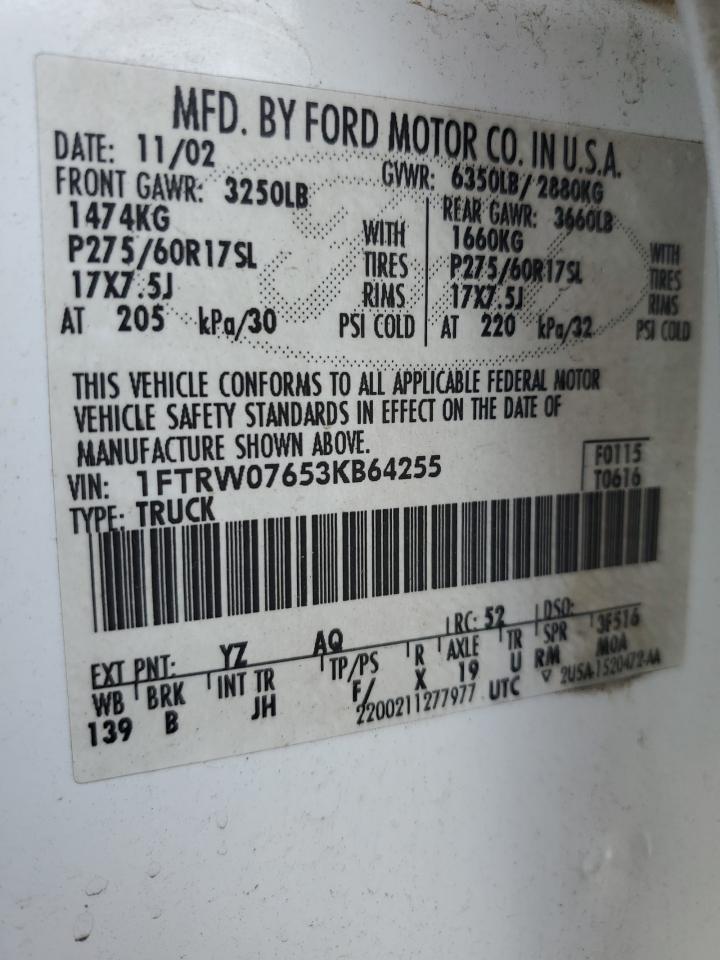 MFD. BY FORD MOTOR CO. IN U.S.A.
DATE: 11/02 GVWR: 6350LB/2880KG
FRONT GAWR: 3250LB REAR GAWR: 3660LB
1474KG WITH 1660KG WITH
P275/60R17SL TIRES P275/60R17SL TIRES
17X7.5J RIMS 17X7.5J RIMS
AT 205 kPa/30 PSI COLD AT 220 kPa/32 PSI COLD
THIS VEHICLE CONFORMS TO ALL APPLICABLE FEDERAL MOTOR
VEHICLE SAFETY STANDARDS IN EFFECT ON THE DATE OF
MANUFACTURE SHOWN ABOVE.
VIN: 1FTRW07653KB64255 F0115
TYPE: TRUCK T0616
EXT PNT: YZ AQ RC: 52 DSO:
WB BRK INT TR TP/PS R AXLE TR SPR 3F516
139 B JH F/ X 19 U RM MOA
2200211277977 UTC ▽ 2USA-1520472-AA